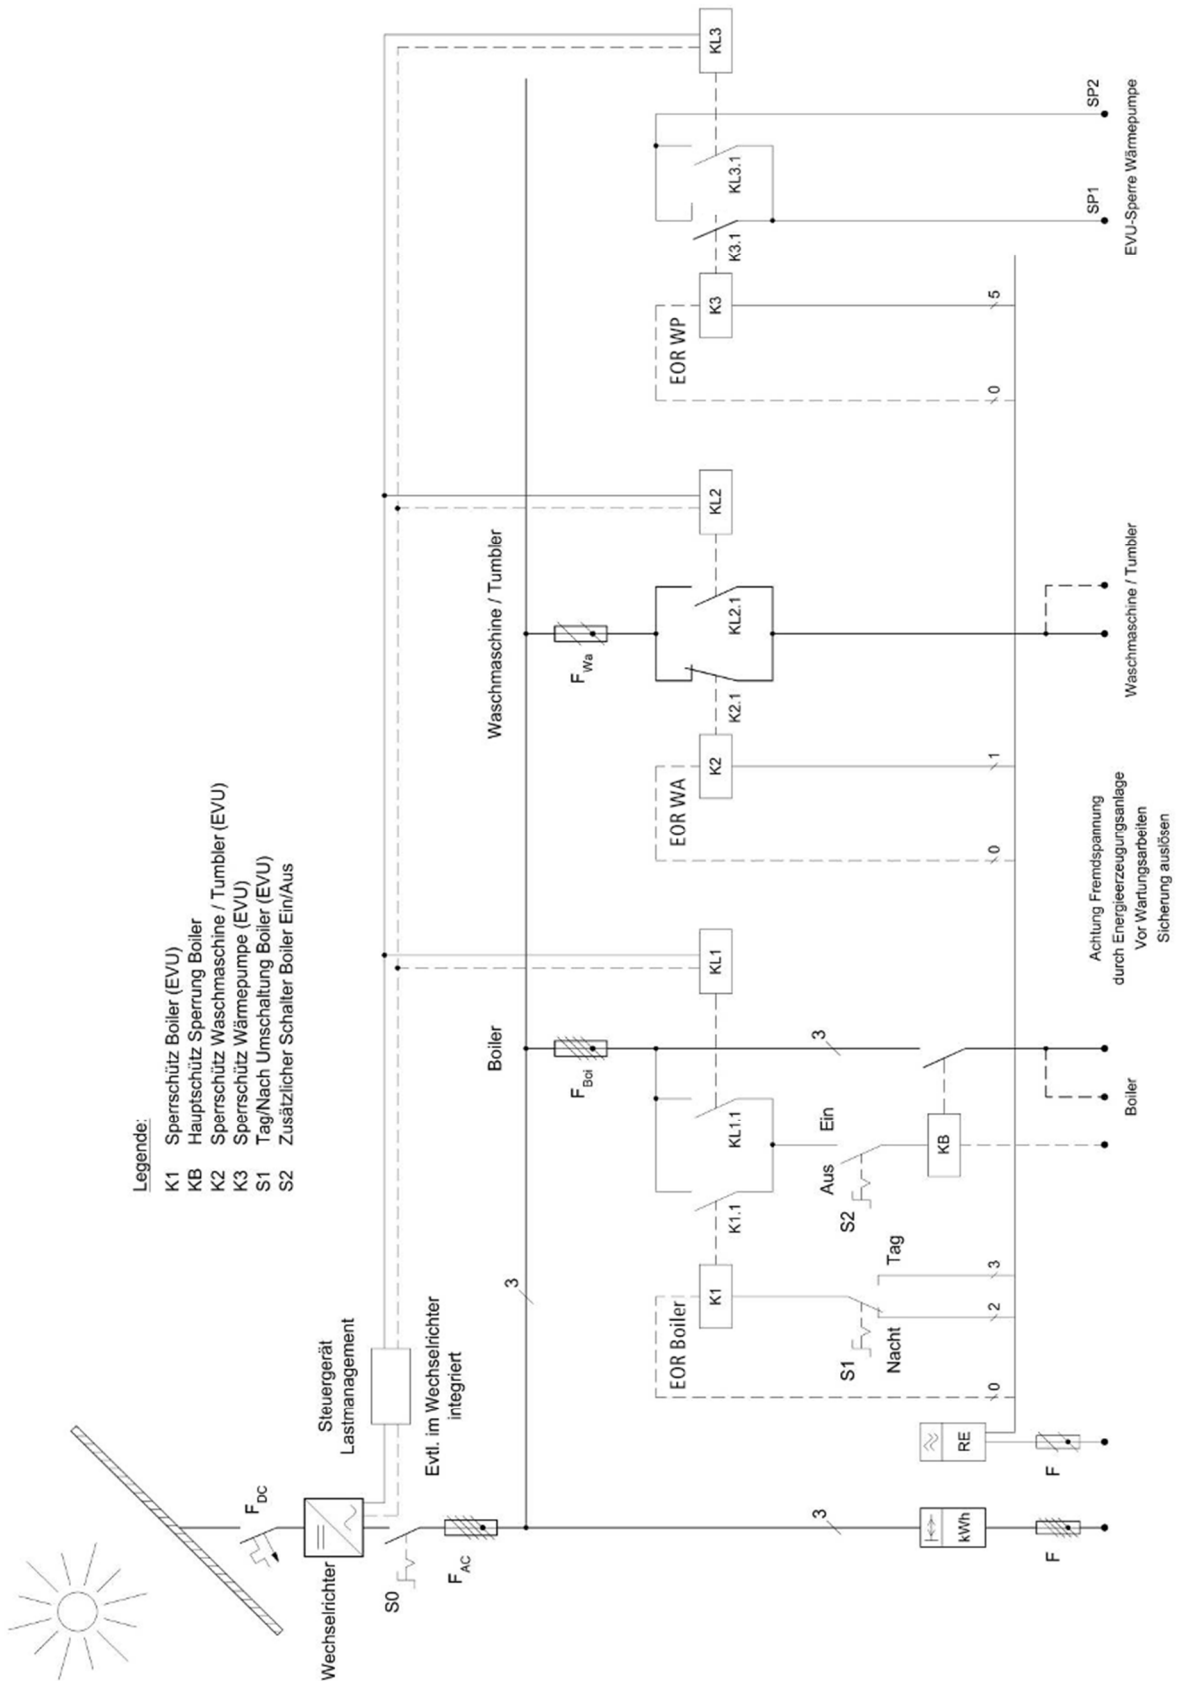 Legende:
K1 Sperrschütz Boiler (EVU)
KB Hauptschütz Sperrung Boiler
K2 Sperrschütz Waschmaschine / Tumbler (EVU)
K3 Sperrschütz Wärmepumpe (EVU)
S1 Tag/Nach Umschaltung Boiler (EVU)
S2 Zusätzlicher Schalter Boiler Ein/Aus
Wechselrichter
F DC
S0
F AC
Steuergerät
Lastmanagement
Evtl. im Wechselrichter
integriert
3
Boiler
F Boi
Waschmaschine / Tumbler
F Wa
EOR Boiler
K1
K1.1
KL1.1
KL1
EOR WA
K2
K2.1
KL2.1
KL2
EOR WP
K3
K3.1
KL3.1
KL3
3
S1
Nacht
Tag
S2
Aus
Ein
3
kWh
RE
KB
0
2
3
0
1
0
5
F
F
Boiler
Achtung Fremdspannung
durch Energieerzeugungsanlage
Vor Wartungsarbeiten
Sicherung auslösen
Waschmaschine / Tumbler
SP1
SP2
EVU-Sperre Wärmepumpe